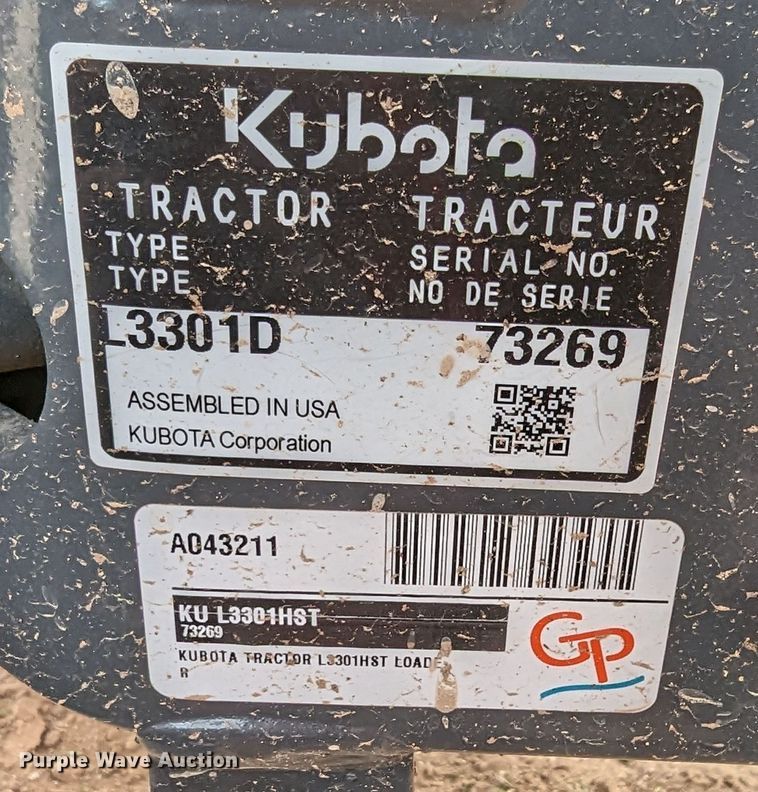 Kubota
TRACTOR TRACTEUR
TYPE SERIAL NO.
TYPE NO DE SERIE
L3301D 73269
ASSEMBLED IN USA
KUBOTA Corporation
A043211
KU L3301HST
73269
KUBOTA TRACTOR L3301HST LOADE
R
GP
Purple Wave Auction